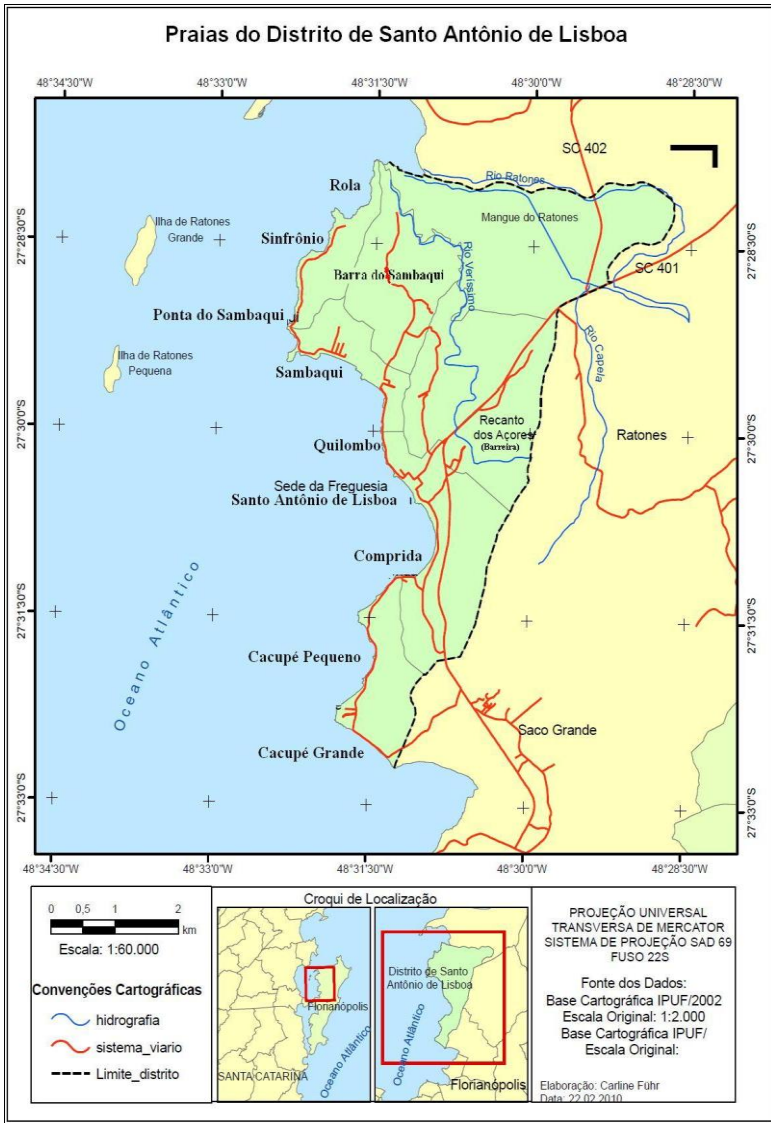 Praias do Distrito de Santo Antônio de Lisboa
48°34'30"W
48°33'0"W
48°31'30"W
48°30'0"W
48°28'30"W
SC 402
Rio Ratones
Rola
Mangue do Ratones
Ilha de Ratones
Grande
Sinfrônio
27°28'30"S
27°28'30"S
Rio Veríssimo
Barra do Sambaqui
SC 401
Ponta do Sambaqui
Rio Capela
Ilha de Ratones
Pequena
Sambaqui
27°30'0"S
27°30'0"S
Recanto
dos Açores
(Barreira)
Ratones
Quilombo
Sede da Freguesia
Santo Antônio de Lisboa
Comprida
Oceano Atlântico
27°31'30"S
27°31'30"S
Cacupé Pequeno
Saco Grande
Cacupé Grande
27°33'0"S
27°33'0"S
48°34'30"W
48°33'0"W
48°31'30"W
48°30'0"W
48°28'30"W
0 0,5 1 2
km
Escala: 1:60.000
Convenções Cartográficas
hidrografia
sistema_viario
Limite_distrito
Croqui de Localização
Florianópolis
SANTA CATARINA
Oceano Atlântico
Distrito de Santo
Antônio de Lisboa
Oceano Atlântico
Florianópolis
PROJEÇÃO UNIVERSAL
TRANSVERSA DE MERCATOR
SISTEMA DE PROJEÇÃO SAD 69
FUSO 22S
Fonte dos Dados:
Base Cartográfica IPUF/2002
Escala Original: 1:2.000
Base Cartográfica IPUF/
Escala Original:
Elaboração: Carline Führ
Data: 22.02.2010